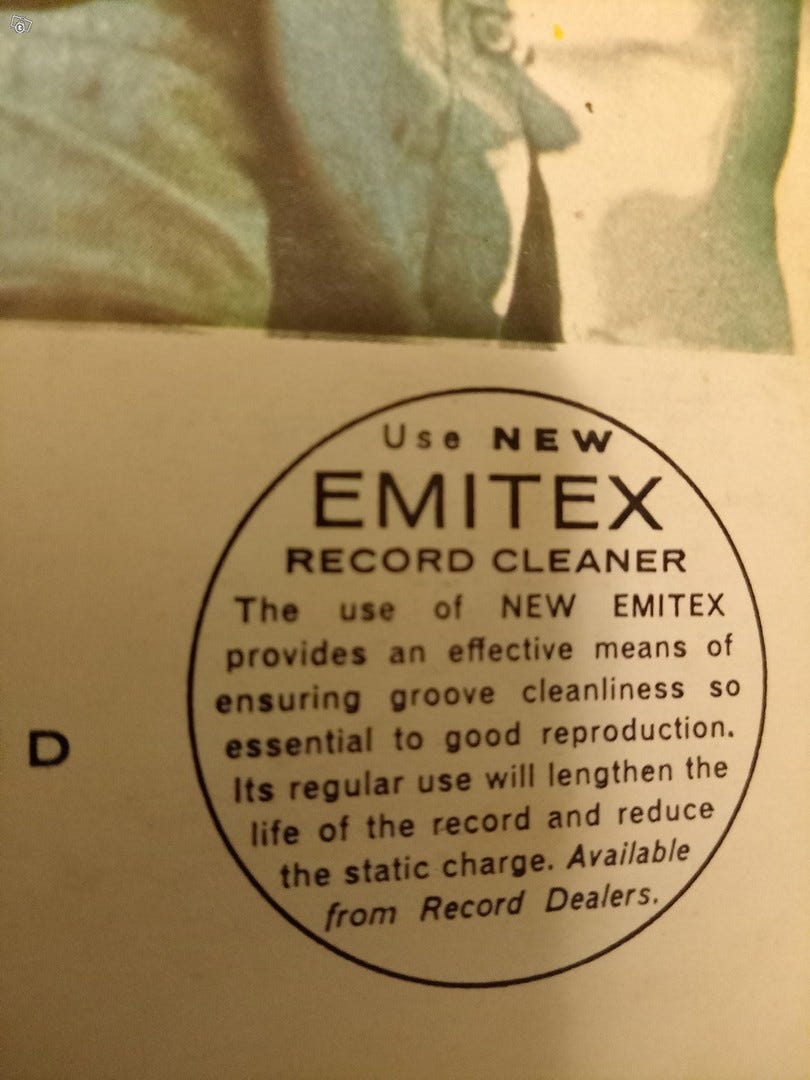 Use NEW
EMITEX
RECORD CLEANER
The use of NEW EMITEX
provides an effective means of
ensuring groove cleanliness so
essential to good reproduction.
Its regular use will lengthen the
life of the record and reduce
the static charge. Available
from Record Dealers.
D